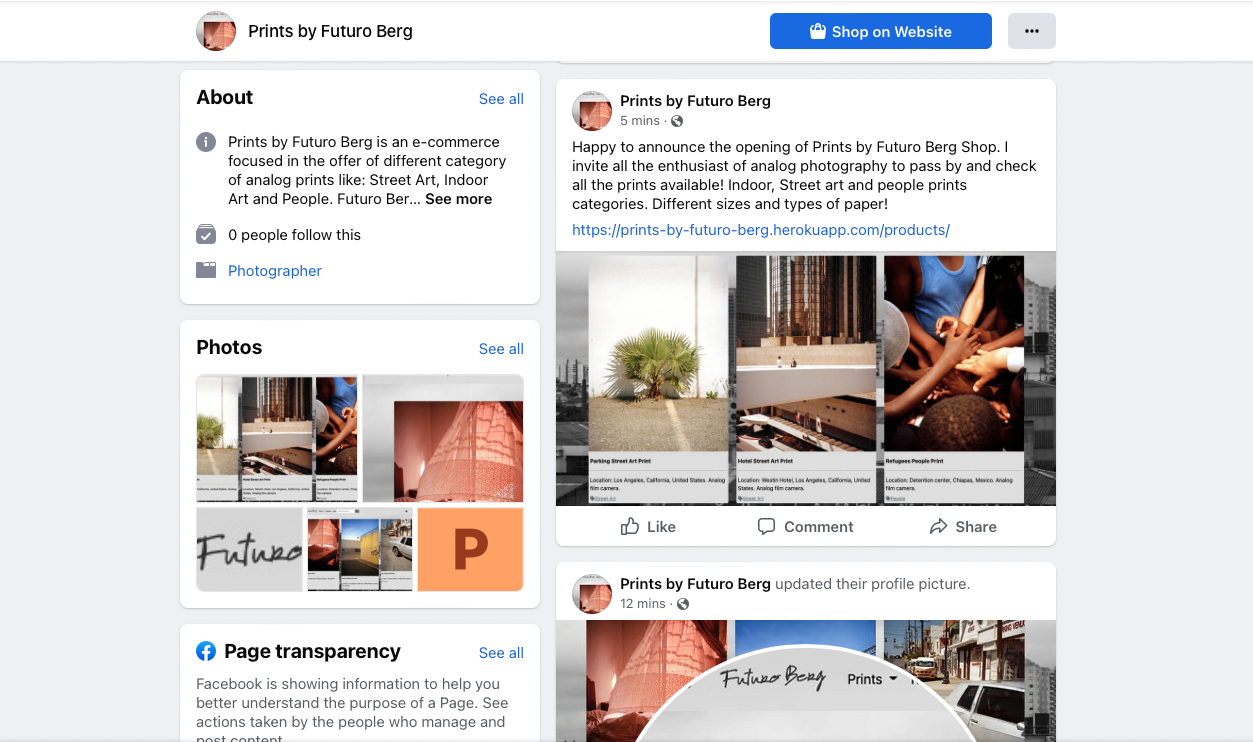 Prints by Futuro Berg
Shop on Website
About
See all
Prints by Futuro Berg is an e-commerce
focused in the offer of different category
of analog prints like: Street Art, Indoor
Art and People. Futuro Ber... See more
0 people follow this
Photographer
Photos
See all
Hotel Street Art Print
Refugees People Print
Futuro
P
Page transparency
See all
Facebook is showing information to help you
better understand the purpose of a Page. See
actions taken by the people who manage and
post content.
Prints by Futuro Berg
5 mins ·
Happy to announce the opening of Prints by Futuro Berg Shop. I
invite all the enthusiast of analog photography to pass by and check
all the prints available! Indoor, Street art and people prints
categories. Different sizes and types of paper!
https://prints-by-futuro-berg.herokuapp.com/products/
Parking Street Art Print
Location: Los Angeles, California, United States. Analog
film camera.
Street Art
Hotel Street Art Print
Location: Westin Hotel, Los Angeles, California, United
States. Analog film camera.
Street Art
Refugees People Print
Location: Detention center, Chiapas, Mexico. Analog
film camera.
People
Like
Comment
Share
Prints by Futuro Berg updated their profile picture.
12 mins ·
Futuro Berg
Prints